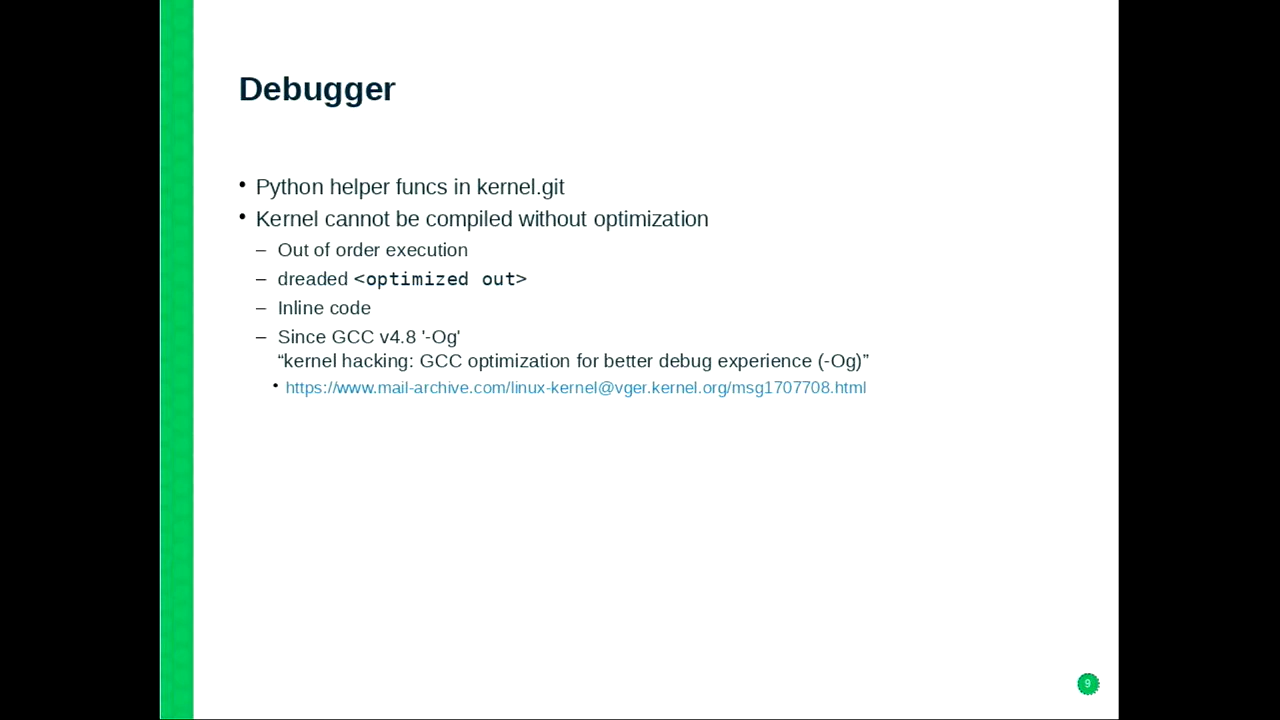 Debugger
• Python helper funcs in kernel.git
• Kernel cannot be compiled without optimization
– Out of order execution
– dreaded <optimized out>
– Inline code
– Since GCC v4.8 '-Og'
“kernel hacking: GCC optimization for better debug experience (-Og)”
• https://www.mail-archive.com/linux-kernel@vger.kernel.org/msg1707708.html
9